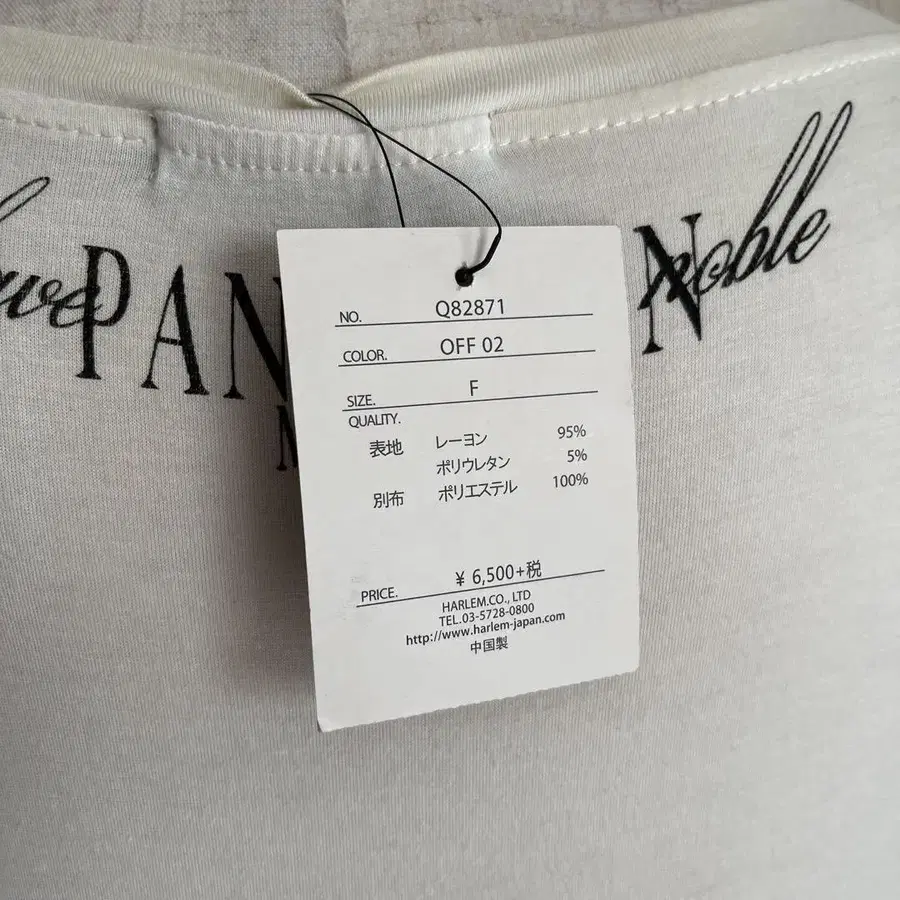 noble
PAN N
NO. Q82871
COLOR. OFF 02
SIZE. F
QUALITY.
表地 レーヨン 95%
ポリウレタン 5%
別布 ポリエステル 100%
PRICE. ¥ 6,500+税
HARLEM.CO., LTD
TEL.03-5728-0800
http://www.harlem-japan.com
中国製